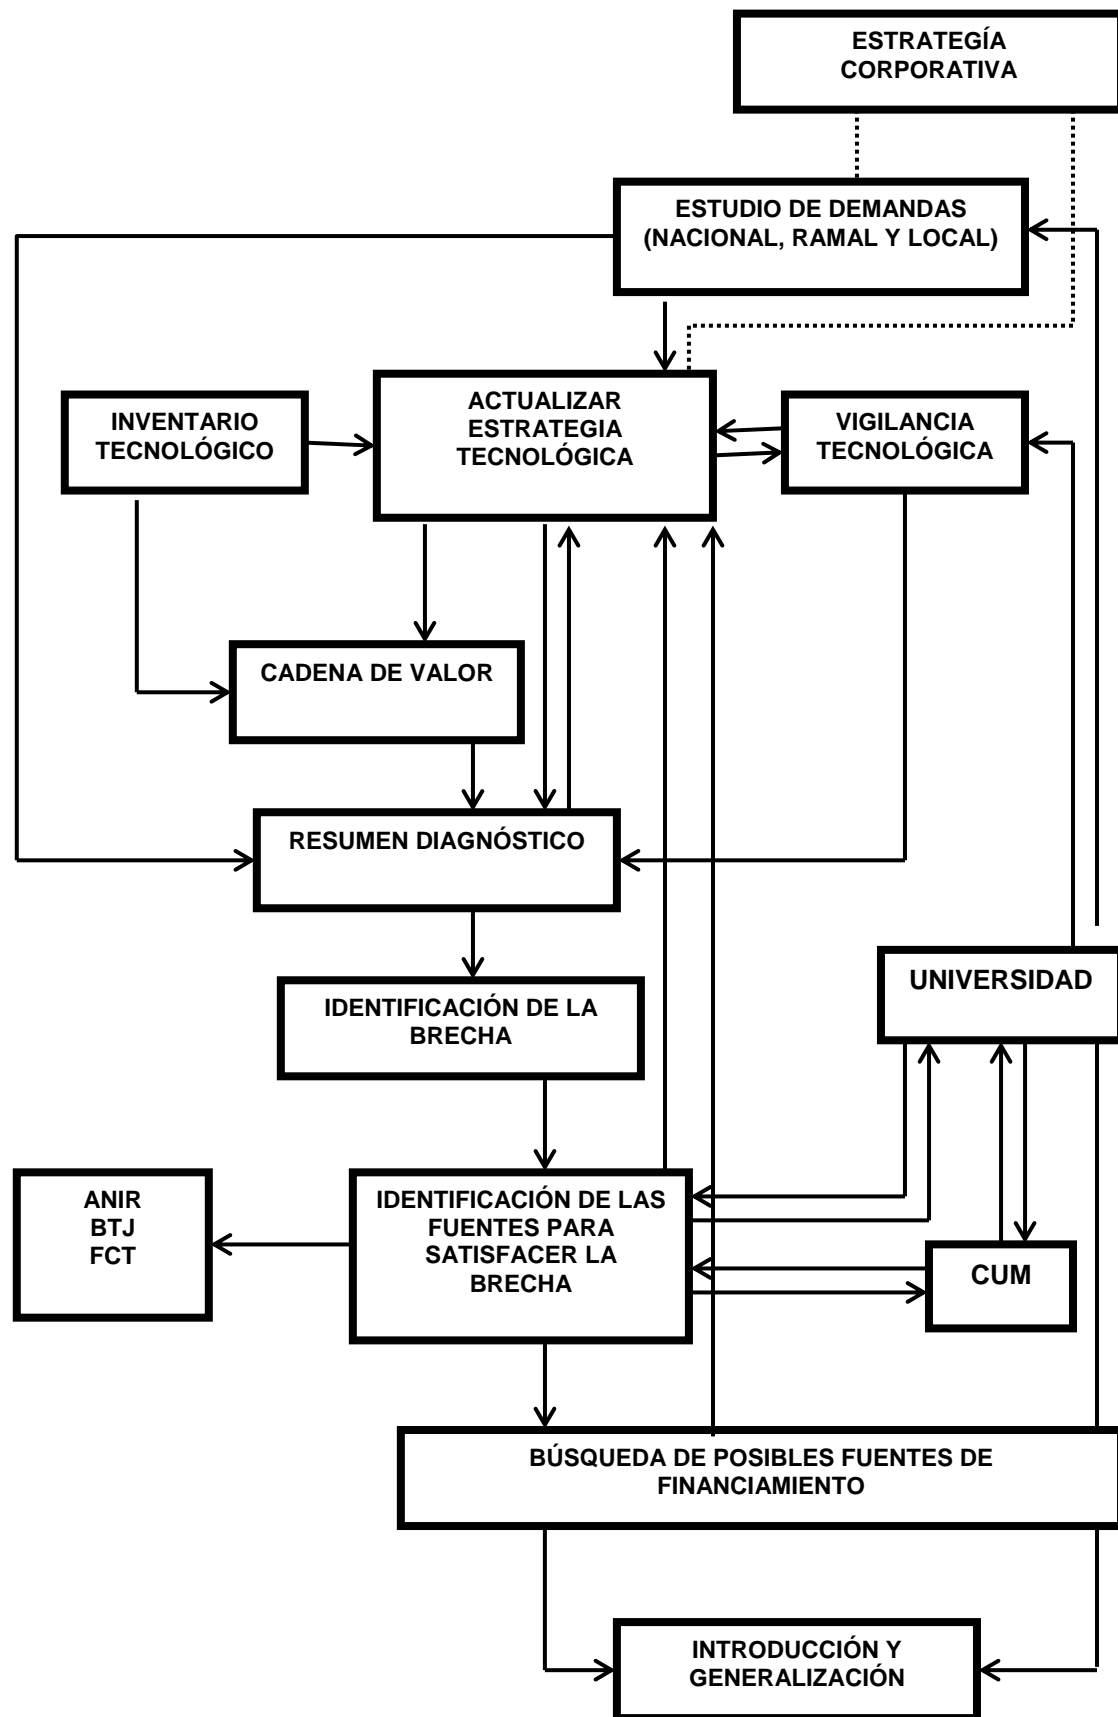 ESTRATEGÍA
CORPORATIVA
ESTUDIO DE DEMANDAS
(NACIONAL, RAMAL Y LOCAL)
INVENTARIO
TECNOLÓGICO
ACTUALIZAR
ESTRATEGIA
TECNOLÓGICA
VIGILANCIA
TECNOLÓGICA
CADENA DE VALOR
RESUMEN DIAGNÓSTICO
UNIVERSIDAD
IDENTIFICACIÓN DE LA
BRECHA
ANIR
BTJ
FCT
IDENTIFICACIÓN DE LAS
FUENTES PARA
SATISFACER LA
BRECHA
CUM
BÚSQUEDA DE POSIBLES FUENTES DE
FINANCIAMIENTO
INTRODUCCIÓN Y
GENERALIZACIÓN